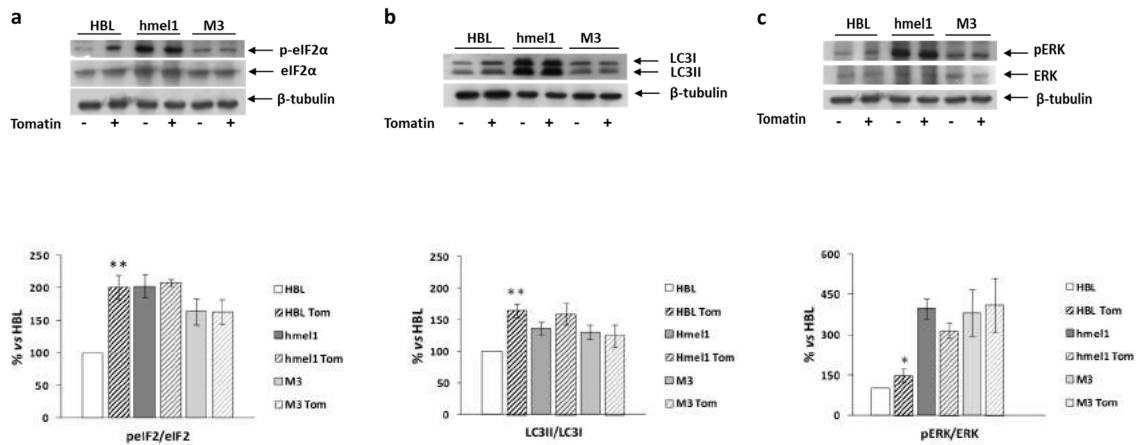 a
HBL hmel1 M3
p-eIF2α
eIF2α
β-tubulin
Tomatin - + - + - +
b
HBL hmel1 M3
LC3I
LC3II
β-tubulin
Tomatin - + - + - +
c
HBL hmel1 M3
pERK
ERK
β-tubulin
Tomatin - + - + - +
% vs HBL
250
200
150
100
50
0
**
peIF2/eIF2
HBL
HBL Tom
hmel1
hmel1 Tom
M3
M3 Tom
% vs HBL
250
200
150
100
50
0
**
LC3II/LC3I
HBL
HBL Tom
Hmel1
Hmel1 Tom
M3
M3 Tom
% vs HBL
600
450
300
150
0
*
pERK/ERK
HBL
HBL Tom
hmel1
hmel1 Tom
M3
M3 Tom